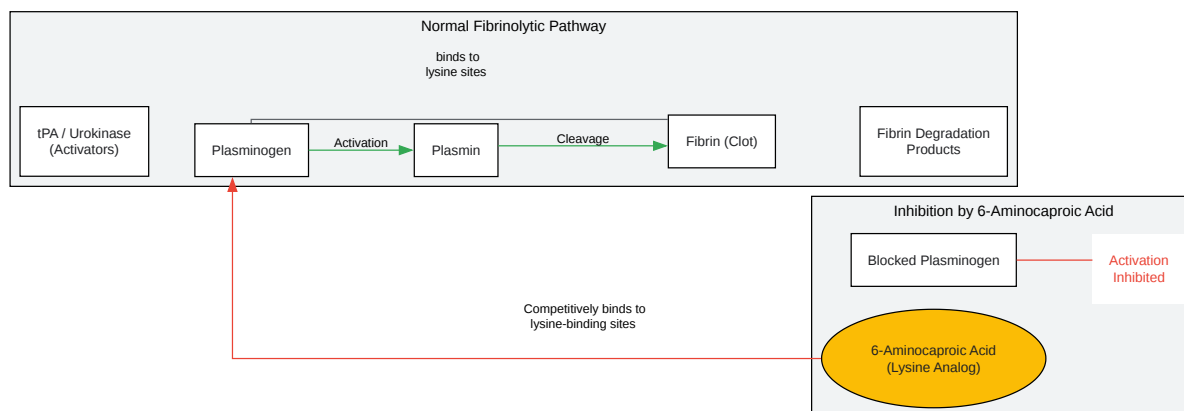 Normal Fibrinolytic Pathway
binds to
lysine sites
tPA / Urokinase
(Activators)
Plasminogen
Activation
Plasmin
Cleavage
Fibrin (Clot)
Fibrin Degradation
Products
Inhibition by 6-Aminocaproic Acid
Blocked Plasminogen
Activation
Inhibited
Competitively binds to
lysine-binding sites
6-Aminocaproic Acid
(Lysine Analog)